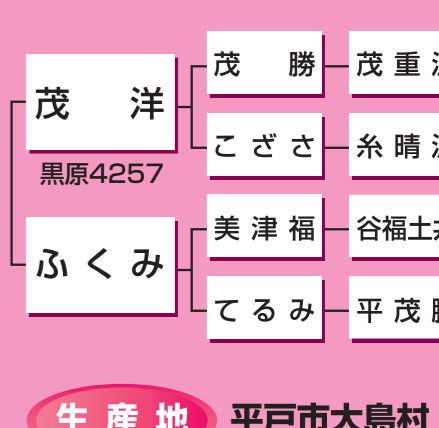 茂勝 茂重
茂洋
黒原4257
こざさ 糸晴
美津福 谷福土
ふくみ
てるみ 平茂
生産地 平戸市大島村